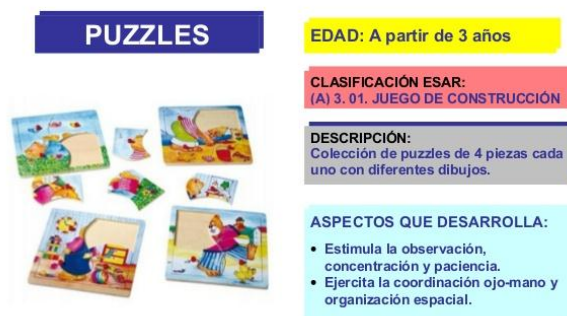 PUZZLES
EDAD: A partir de 3 años
CLASIFICACIÓN ESAR:
(A) 3. 01. JUEGO DE CONSTRUCCIÓN
DESCRIPCIÓN:
Colección de puzzles de 4 piezas cada
uno con diferentes dibujos.
ASPECTOS QUE DESARROLLA:
• Estimula la observación,
concentración y paciencia.
• Ejercita la coordinación ojo-mano y
organización espacial.